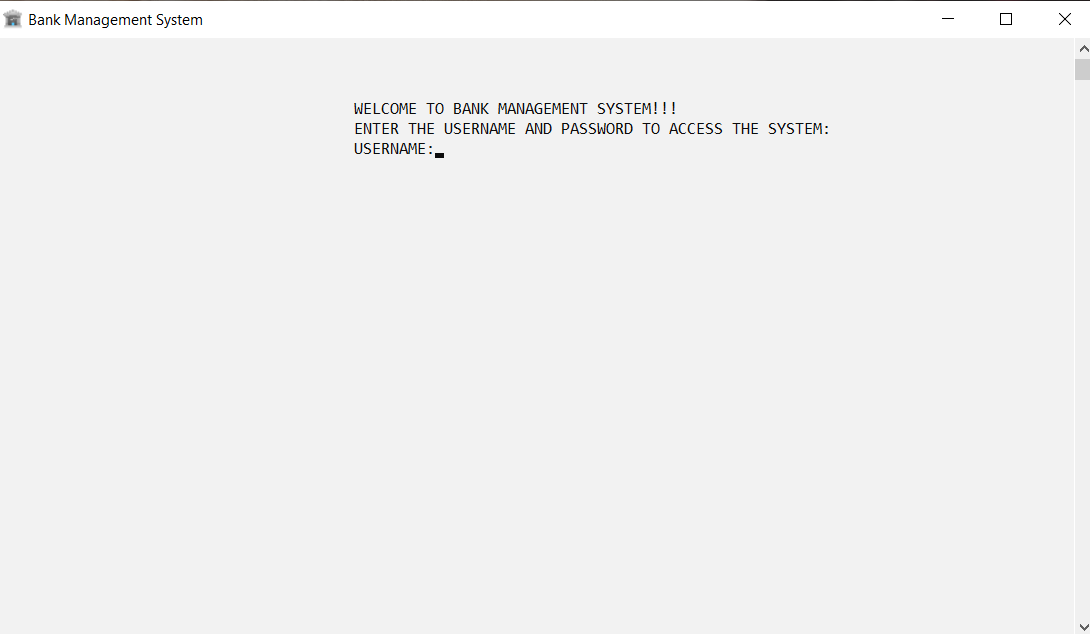 Bank Management System
WELCOME TO BANK MANAGEMENT SYSTEM!!!
ENTER THE USERNAME AND PASSWORD TO ACCESS THE SYSTEM:
USERNAME: